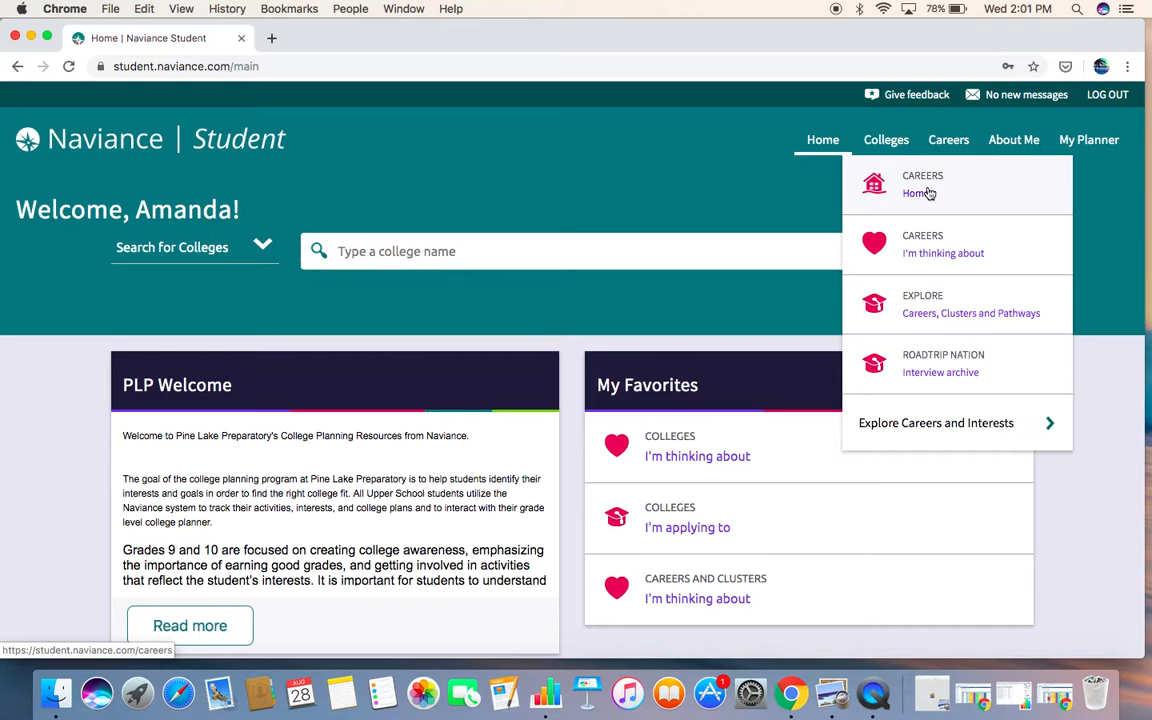 Chrome File Edit View History Bookmarks People Window Help
78% Wed 2:01 PM
Home | Naviance Student
student.naviance.com/main
Give feedback No new messages LOG OUT
Naviance | Student
Home Colleges Careers About Me My Planner
Welcome, Amanda!
Search for Colleges
Type a college name
CAREERS
Home
CAREERS
I'm thinking about
EXPLORE
Careers, Clusters and Pathways
ROADTRIP NATION
Interview archive
Explore Careers and Interests
PLP Welcome
Welcome to Pine Lake Preparatory's College Planning Resources from Naviance.
The goal of the college planning program at Pine Lake Preparatory is to help students identify their
interests and goals in order to find the right college fit. All Upper School students utilize the
Naviance system to track their activities, interests, and college plans and to interact with their grade
level college planner.
Grades 9 and 10 are focused on creating college awareness, emphasizing
the importance of earning good grades, and getting involved in activities
that reflect the student's interests. It is important for students to understand
Read more
My Favorites
COLLEGES
I'm thinking about
COLLEGES
I'm applying to
CAREERS AND CLUSTERS
I'm thinking about
https://student.naviance.com/careers
AUG
28
1